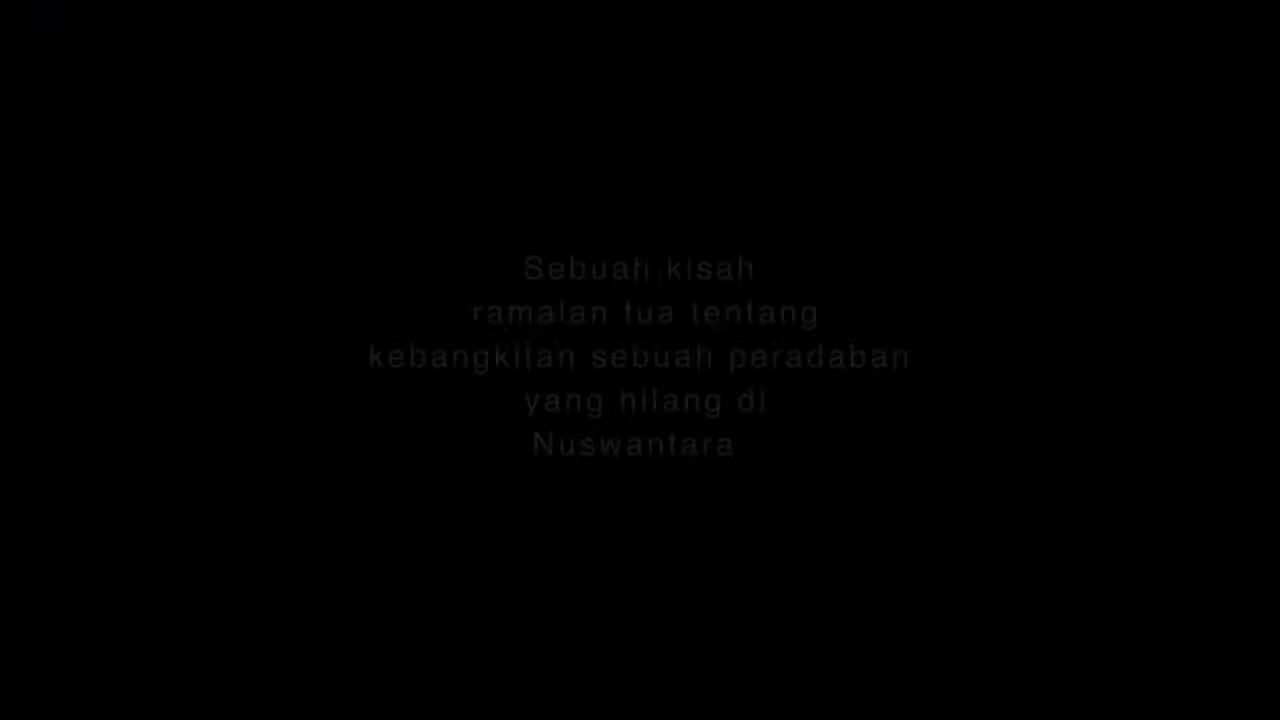 Sebuah kisah
ramalan tua tentang
kebangkitan sebuah peradaban
yang hilang di
Nuswantara